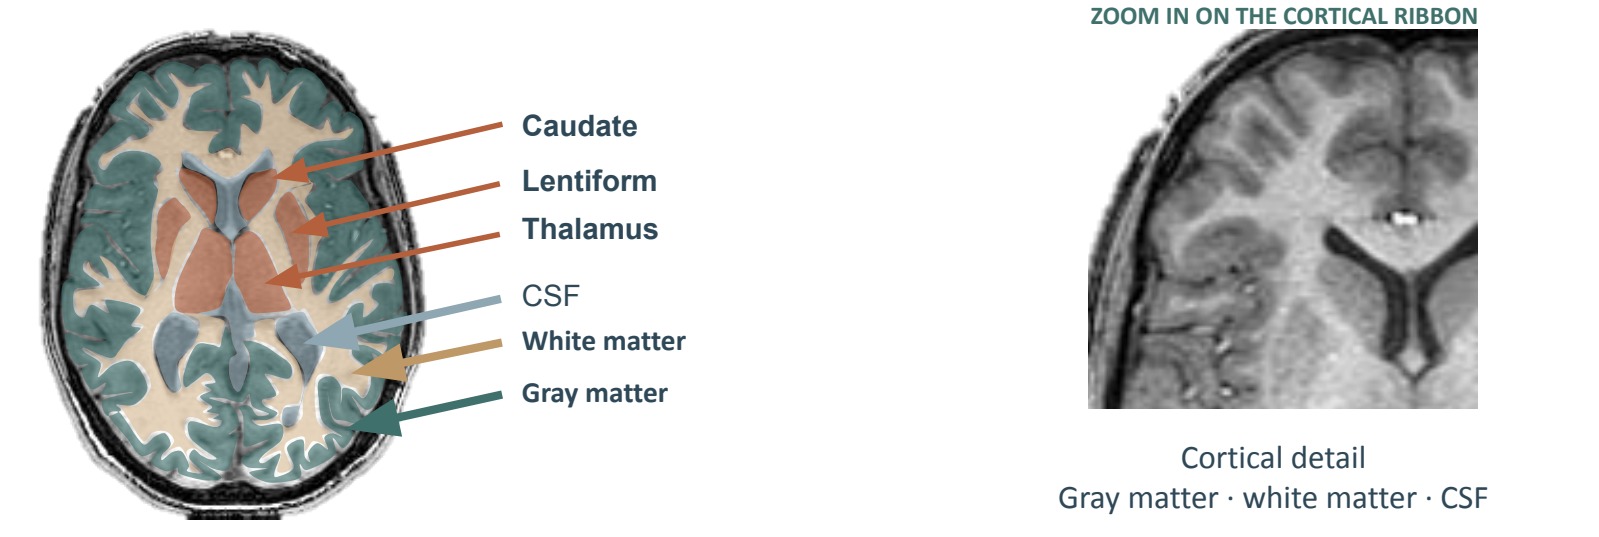 Caudate
Lentiform
Thalamus
CSF
White matter
Gray matter
ZOOM IN ON THE CORTICAL RIBBON
Cortical detail
Gray matter · white matter · CSF